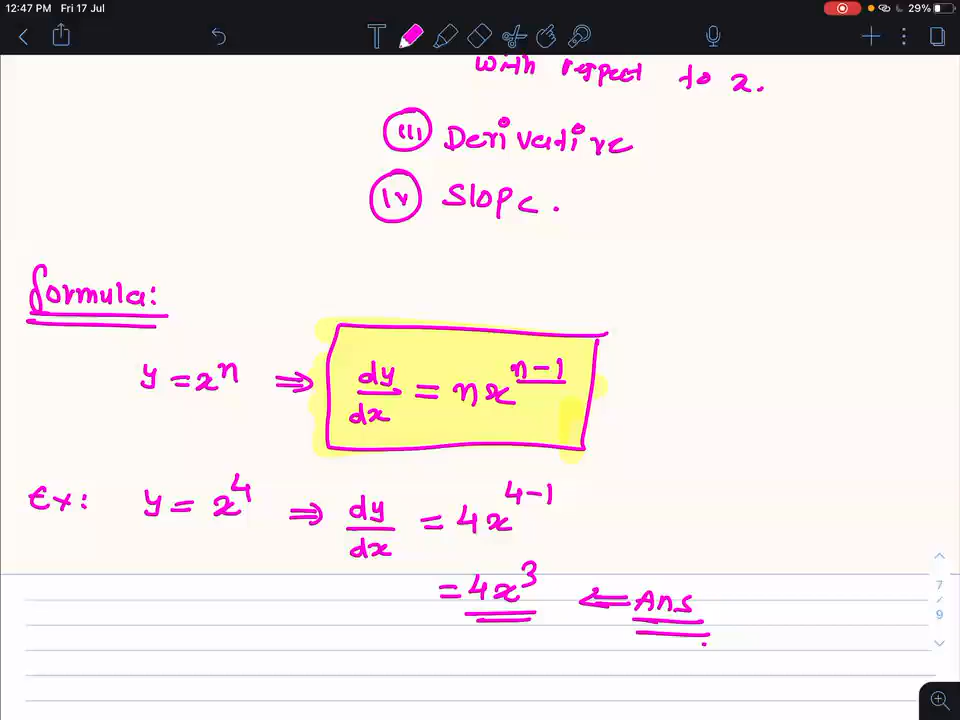 12:47 PM Fri 17 Jul 29%
T
with respect to x.
(iii) Derivative
(iv) Slope.
formula:
y = x^n ⇒ dy/dx = nx^(n-1)
Ex: y = x^4 ⇒ dy/dx = 4x^(4-1)
= 4x^3 ⇐ Ans
7
/
9